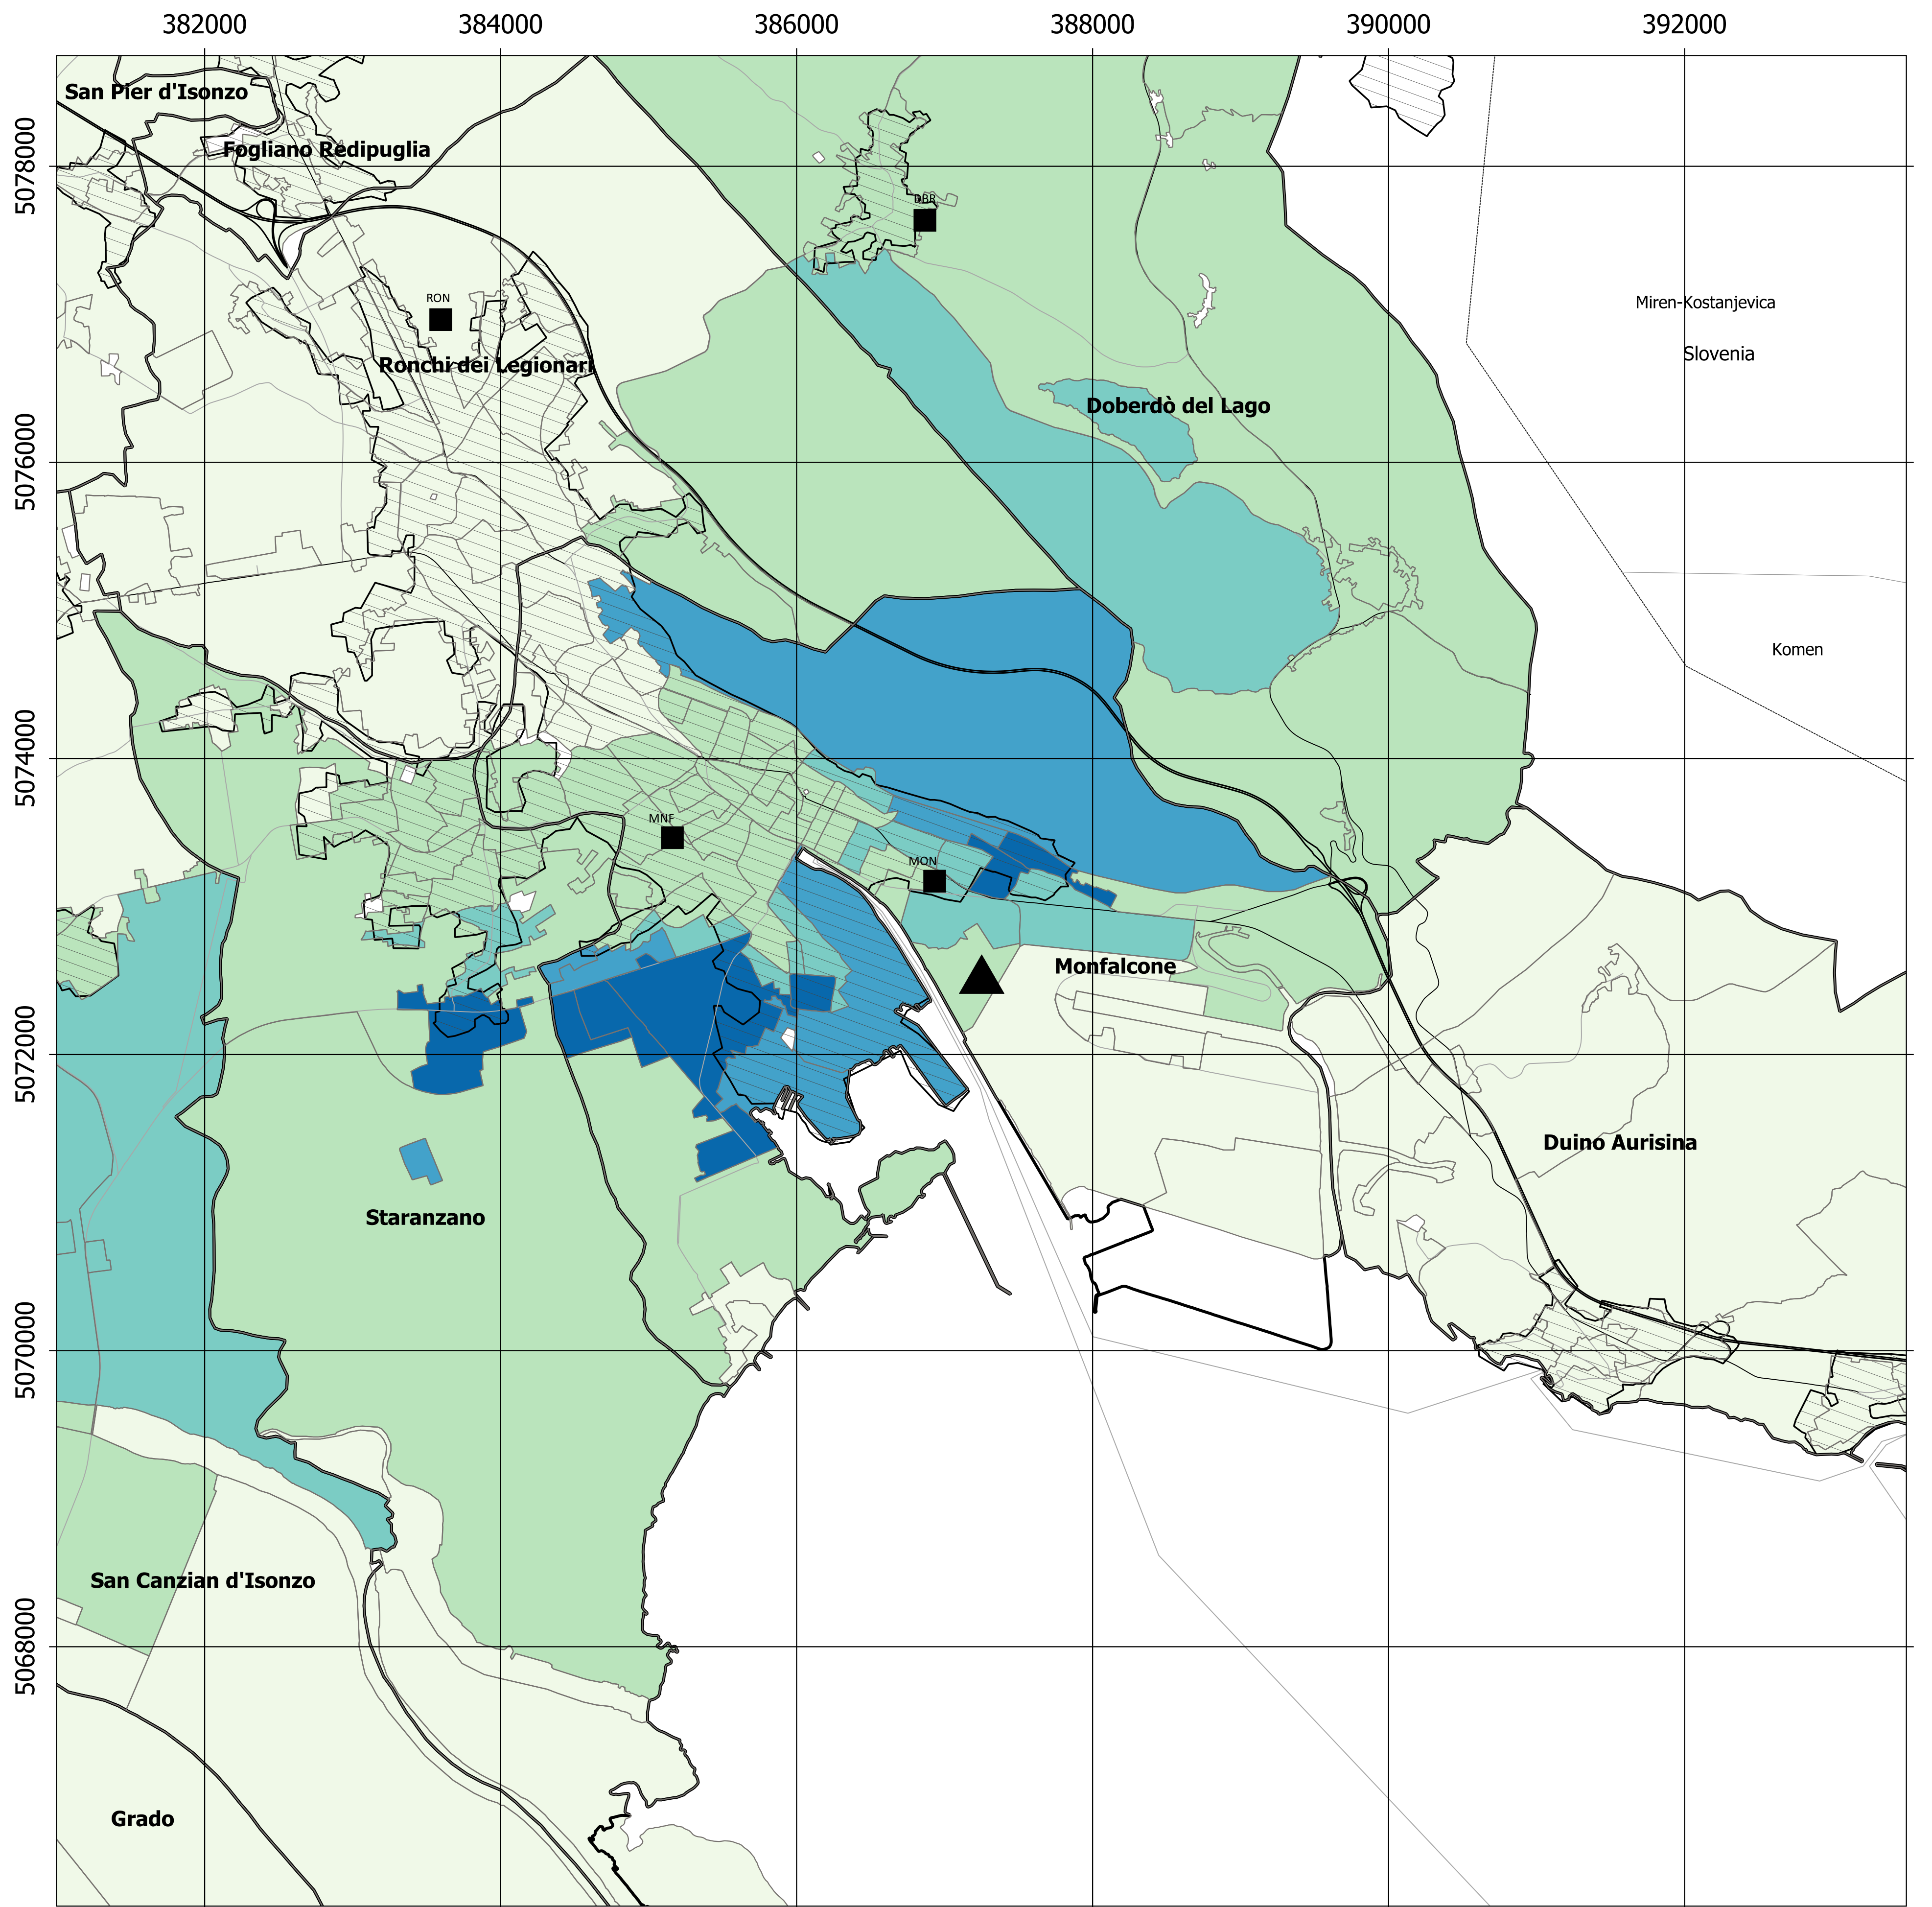 382000 384000 386000 388000 390000 392000
San Pier d'Isonzo
Fogliano Redipuglia
5078000
DBR
RON
Miren-Kostanjevica
Slovenia
Ronchi dei Legionari
Doberdò del Lago
5076000
Komen
5074000
MNF
MON
Monfalcone
5072000
Duino Aurisina
Staranzano
5070000
San Canzian d'Isonzo
5068000
Grado